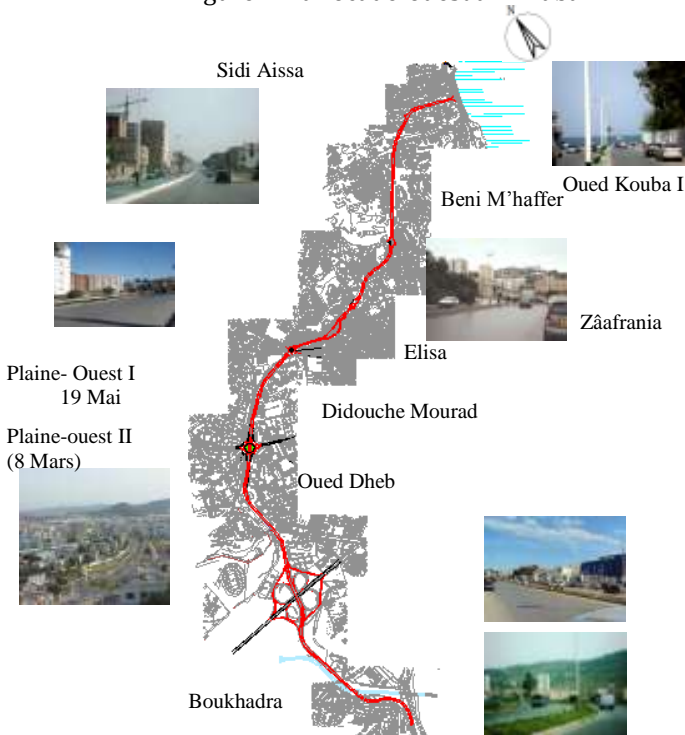 N
Sidi Aissa
Oued Kouba I
Beni M’haffer
Zâafrania
Elisa
Plaine- Ouest I
19 Mai
Didouche Mourad
Plaine-ouest II
(8 Mars)
Oued Dheb
Boukhadra